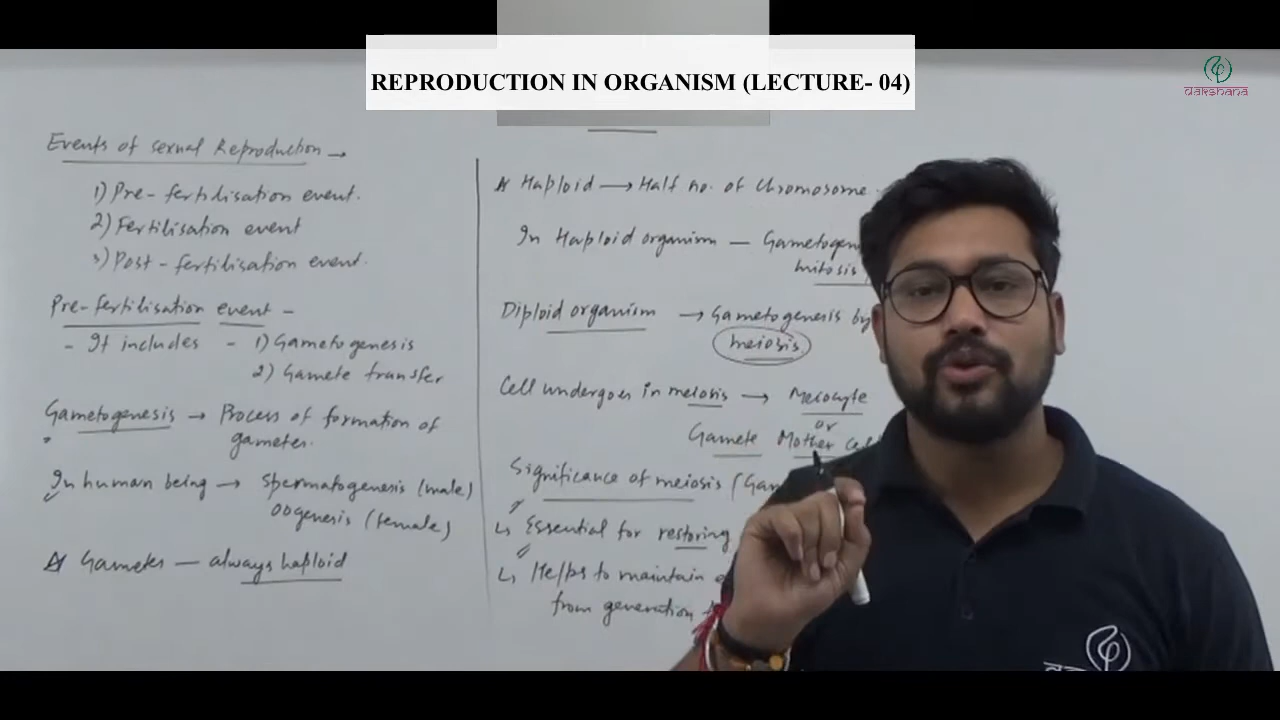 REPRODUCTION IN ORGANISM (LECTURE- 04)
dakshana
Events of sexual Reproduction →
1) Pre-fertilisation event.
2) Fertilisation event
3) Post-fertilisation event.
Pre-fertilisation event -
- It includes - 1) Gametogenesis
2) Gamete transfer
Gametogenesis → Process of formation of
gametes.
In human being → Spermatogenesis (male)
oogenesis (female)
Gametes — always haploid
Haploid → Half no. of Chromosome.
In Haploid organism —
mitosis
Diploid organism → Gametogenesis by
meiosis.
Cell undergoes in meiosis → Meiocyte
or
Gamete Mother
Significance of meiosis
↳ Essential for restoring
↳ Helps to maintain
from generation